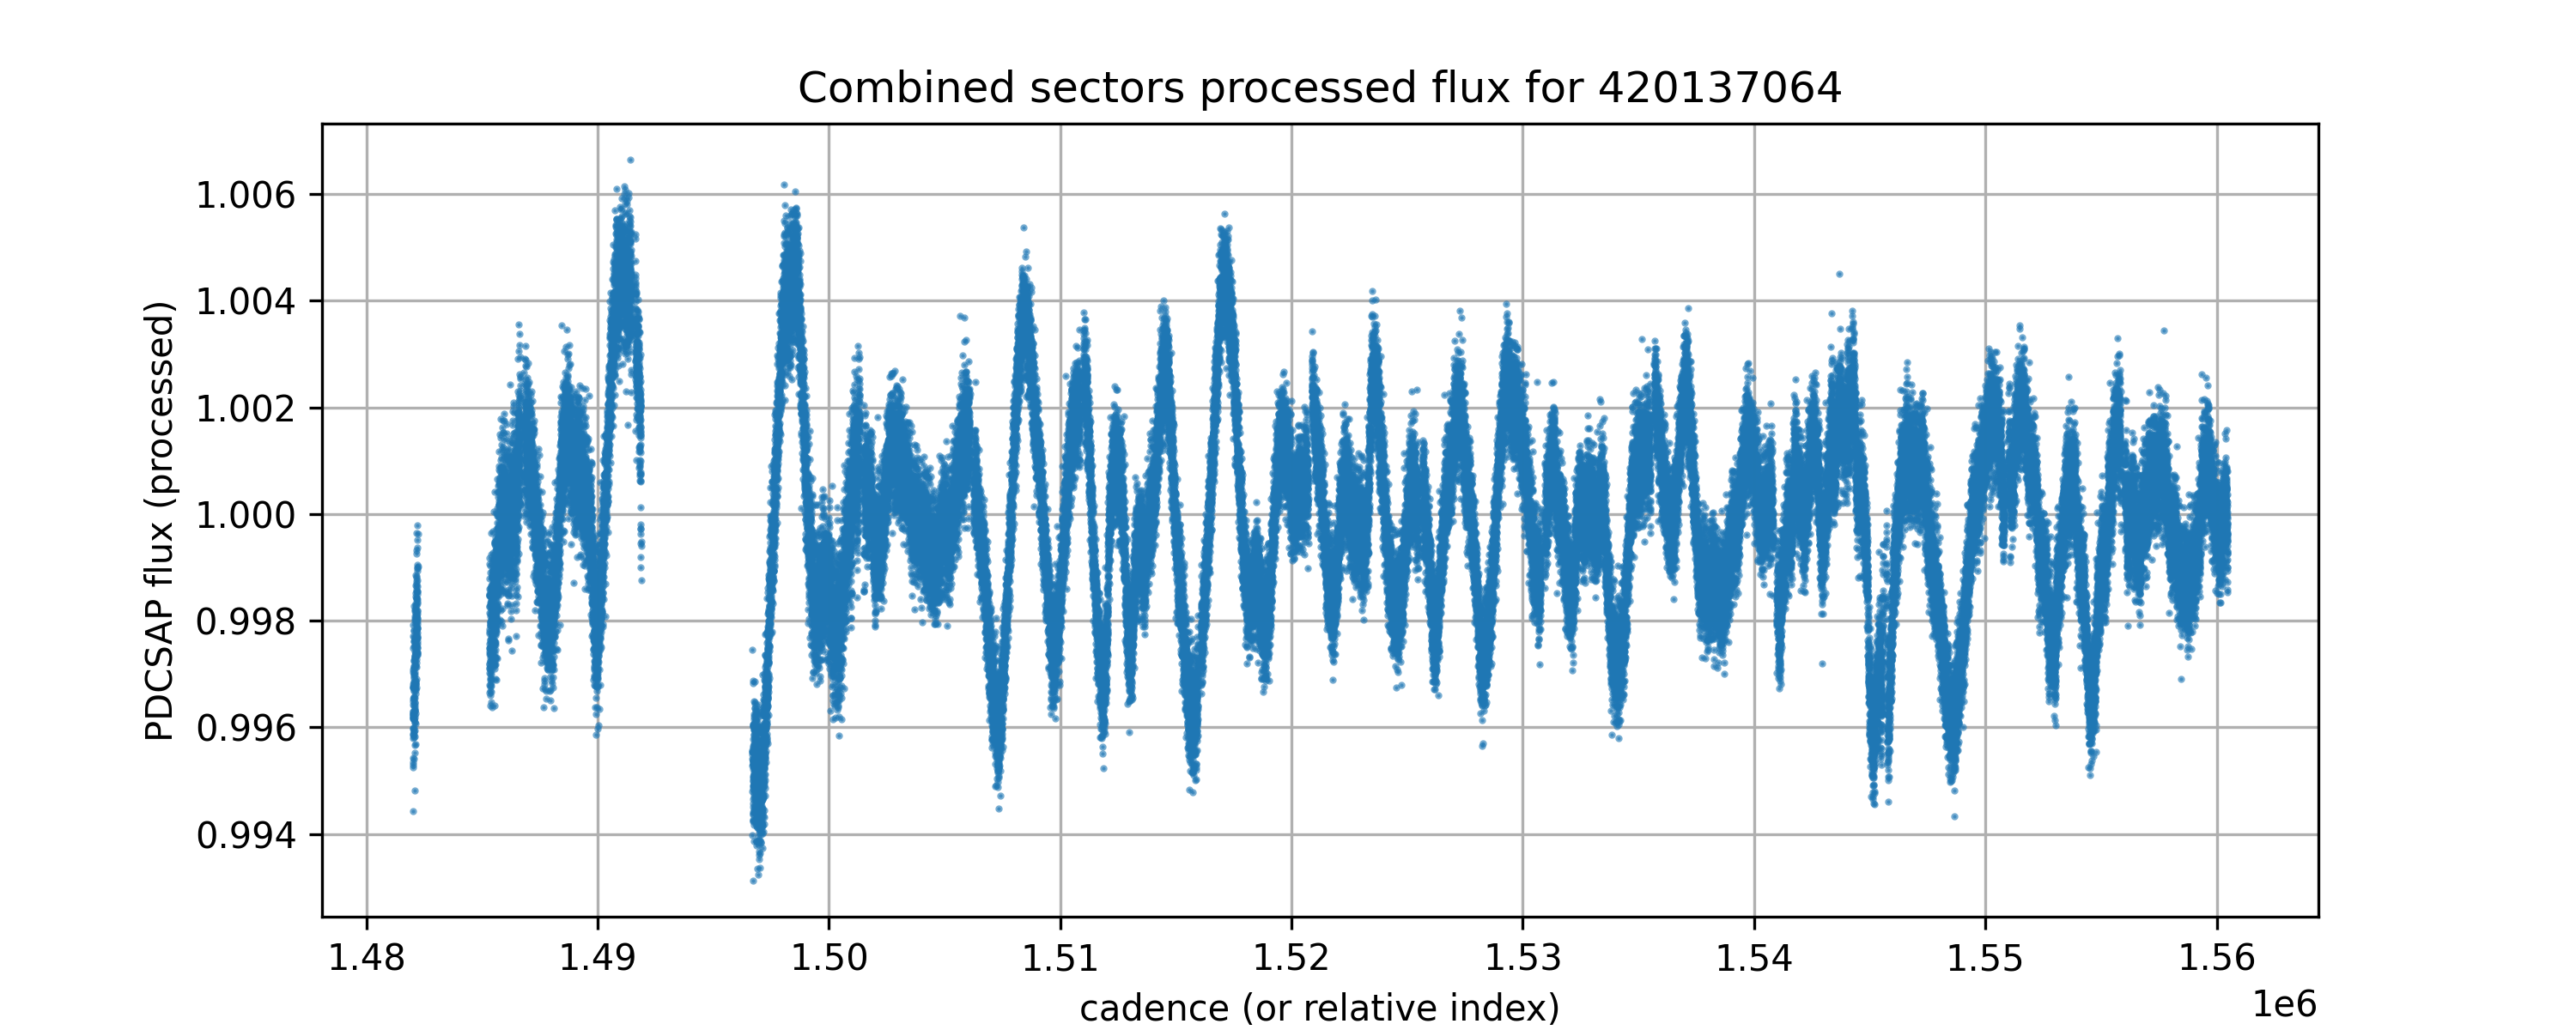 Combined sectors processed flux for 420137064
PDCSAP flux (processed)
1.006
1.004
1.002
1.000
0.998
0.996
0.994
1.48 1.49 1.50 1.51 1.52 1.53 1.54 1.55 1.56
1e6
cadence (or relative index)